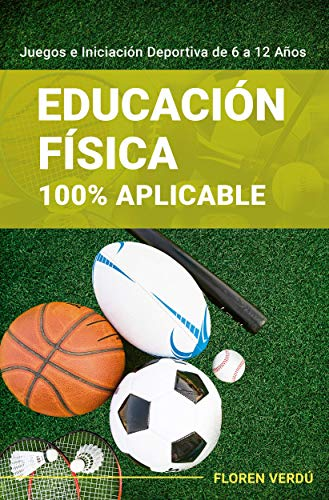 Juegos e Iniciación Deportiva de 6 a 12 Años
EDUCACIÓN
FÍSICA
100% APLICABLE
FLOREN VERDÚ